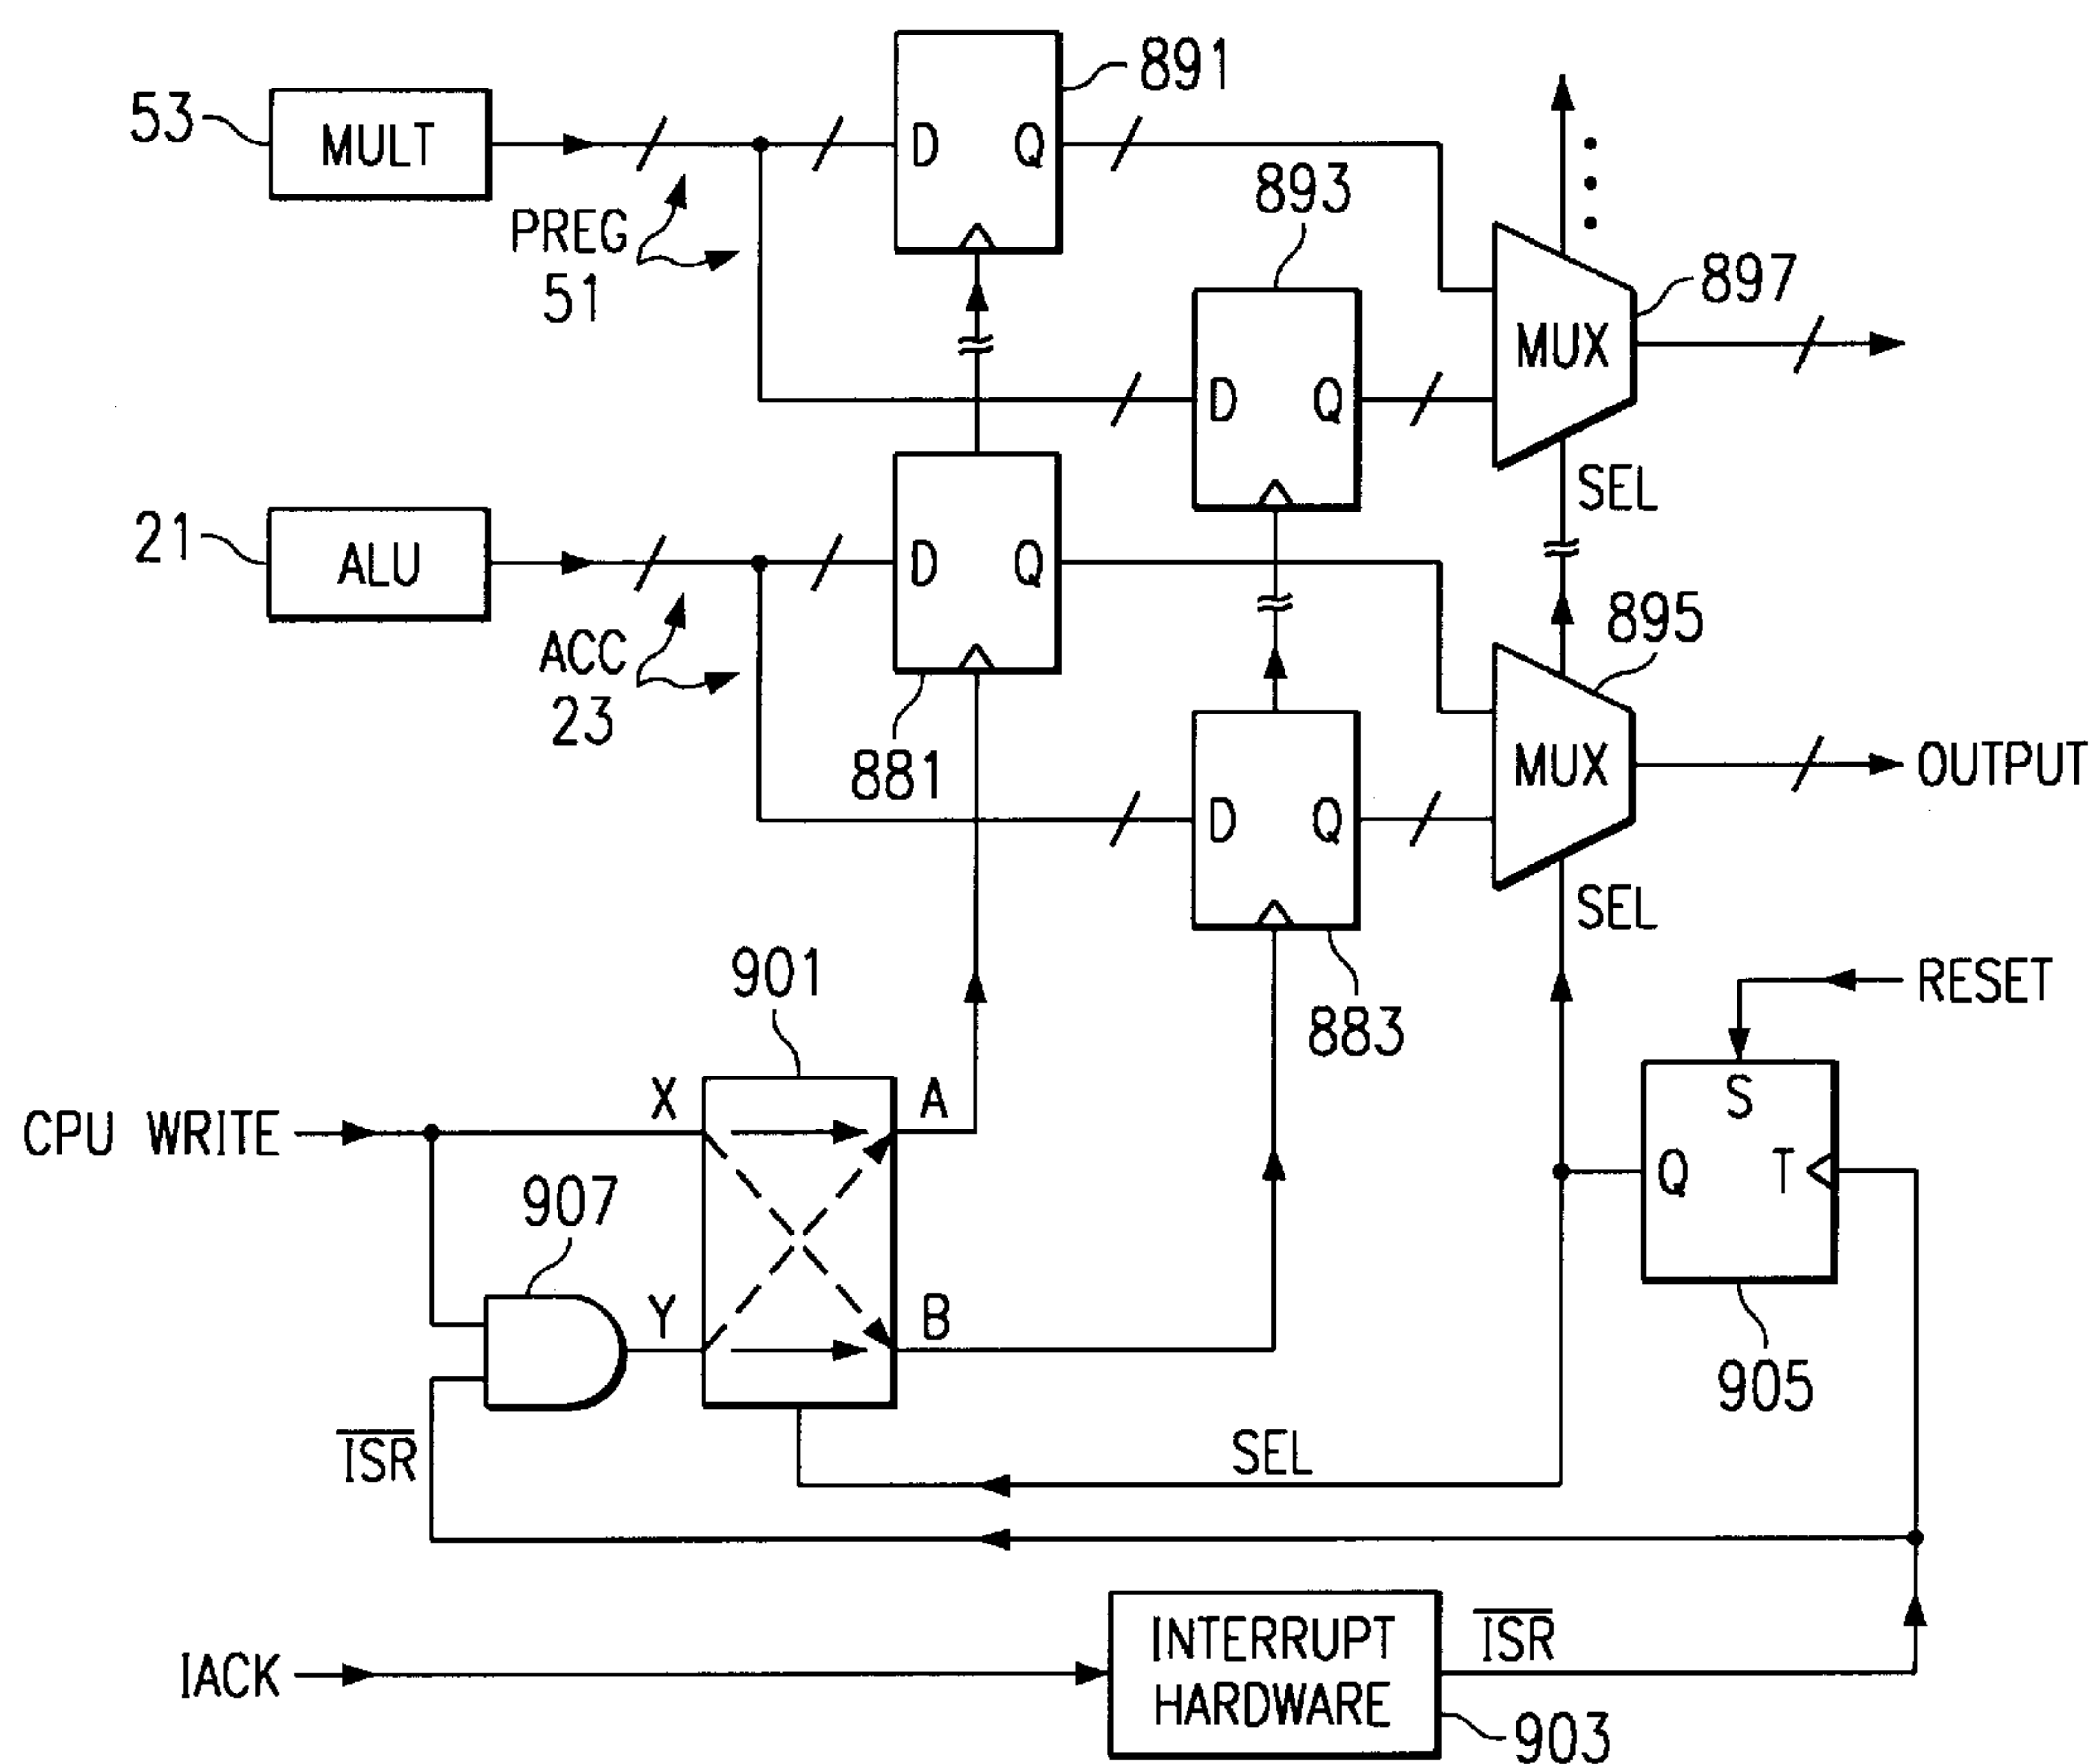 891
53
MULT
D Q
893
PREG
51
897
MUX
D Q
SEL
21
ALU
D Q
895
ACC
23
881
MUX
OUTPUT
D Q
SEL
901
883
RESET
X
A
S
CPU WRITE
907
Q T
Y
B
905
ISR
SEL
INTERRUPT
HARDWARE
ISR
IACK
903